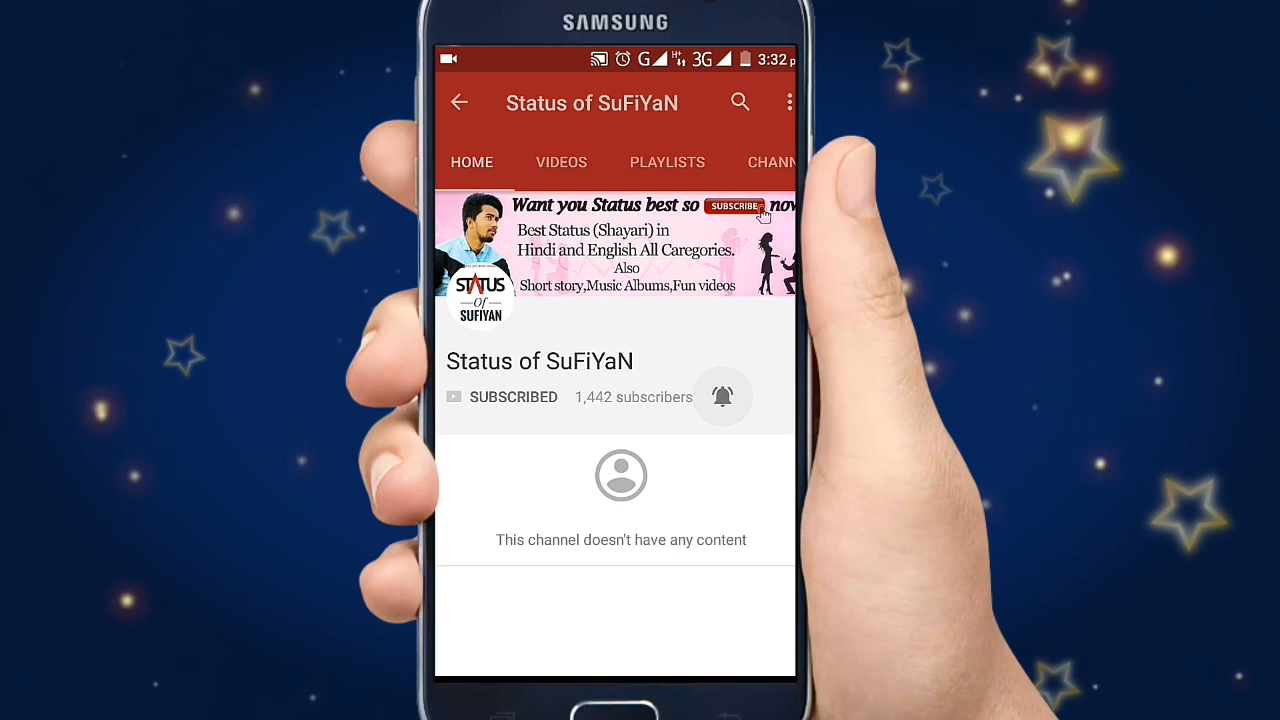 SAMSUNG
G H+ 3G 3:32 p
Status of SuFiYaN
HOME VIDEOS PLAYLISTS CHANN
Want you Status best so SUBSCRIBE now
Best Status (Shayari) in
Hindi and English All Caregories.
Also
Short story,Music Albums,Fun videos
STATUS
Of
SUFIYAN
Status of SuFiYaN
SUBSCRIBED 1,442 subscribers
This channel doesn't have any content